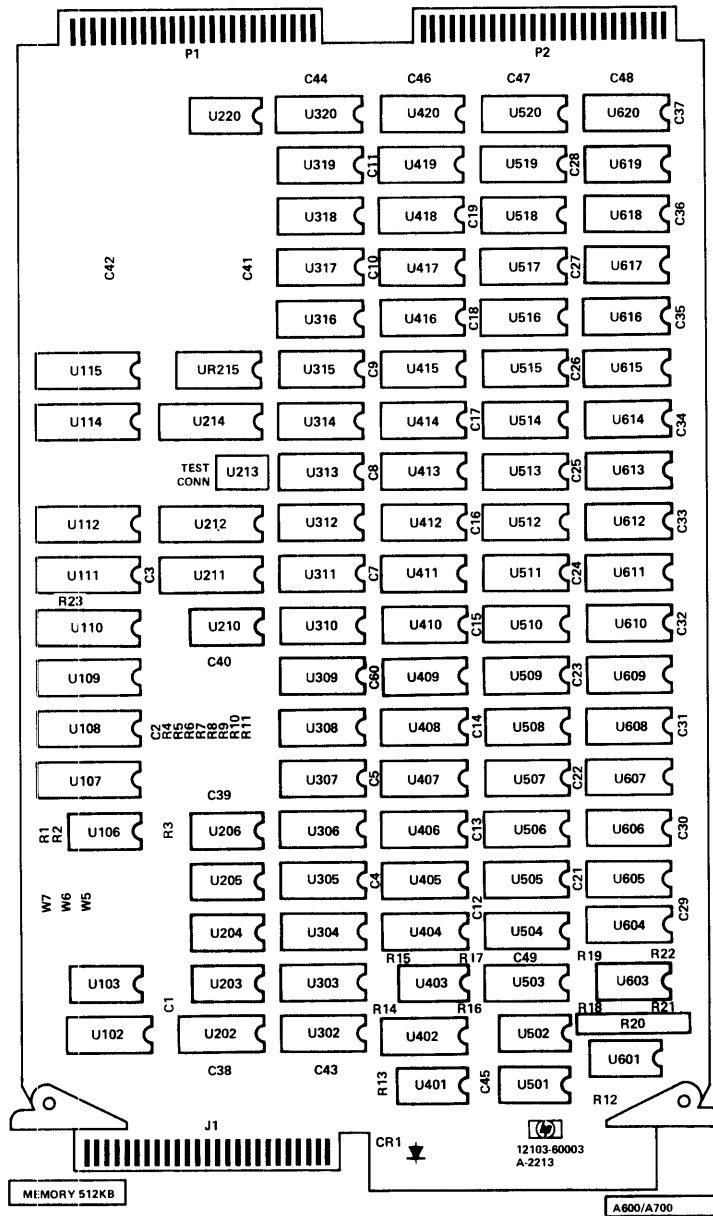 P1 P2
C44 C46 C47 C48
U220 U320 U420 U520 U620 C37
U319 C11 U419 U519 C28 U619
U318 U418 C19 U518 U618 C36
C42 C41 U317 C10 U417 U517 C27 U617
U316 U416 C18 U516 U616 C35
U115 UR215 U315 C9 U415 U515 C26 U615
U114 U214 U314 U414 C17 U514 U614 C34
TEST
CONN U213 U313 C8 U413 U513 C25 U613
U112 U212 U312 U412 C16 U512 U612 C33
U111 C3 U211 U311 C7 U411 U511 C24 U611
R23
U110 U210 U310 U410 C15 U510 U610 C32
C40
U109 U309 C60 U409 U509 C23 U609
U108 C2 R4 R5 R6 R7 R8 R9 R10 R11 U308 U408 C14 U508 U608 C31
U107 U307 C5 U407 U507 C22 U607
C39
R1 R2 U106 R3 U206 U306 U406 C13 U506 U606 C30
U205 U305 C4 U405 U505 C21 U605
W7 W6 W5 C12 C29
U204 U304 U404 U504 U604
R15 R17 C49 R19 R22
U103 U203 U303 U403 U503 U603
C1 R14 R16 R18 R21
U102 U202 U302 U402 U502 R20
U601
C38 C43 R13 U401 C45 U501
R12
J1
CR1
hp
12103-60003
A-2213
MEMORY 512KB
A600/A700